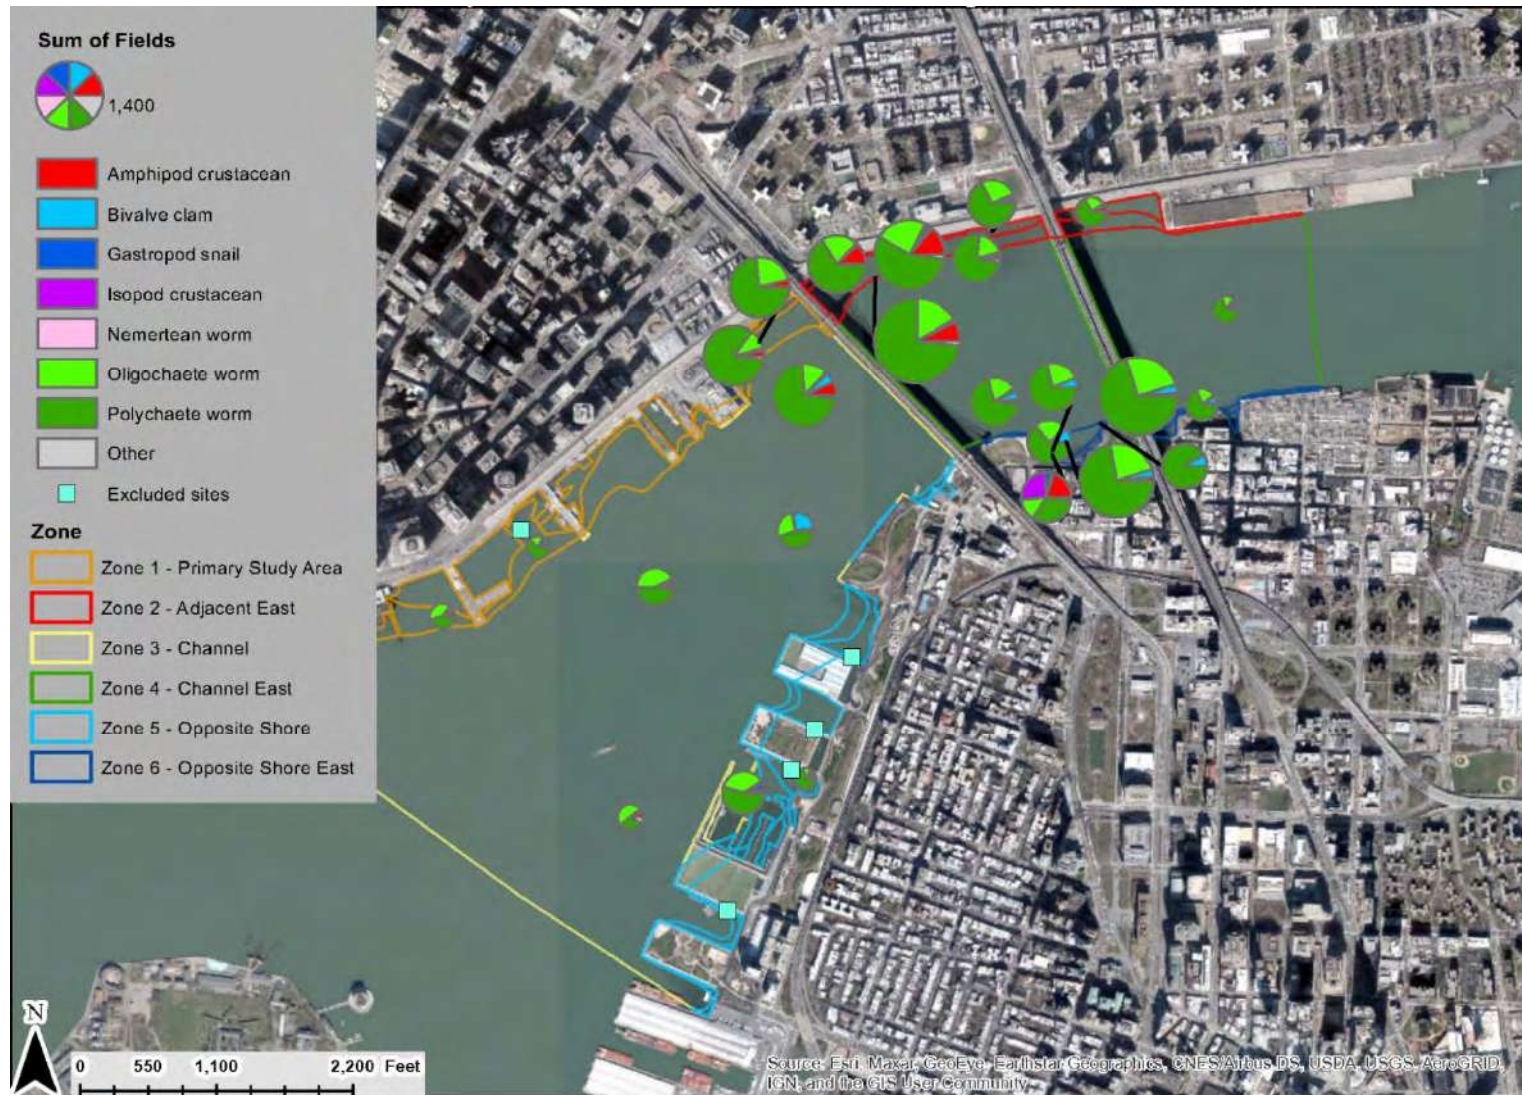 Sum of Fields
1,400
Amphipod crustacean
Bivalve clam
Gastropod snail
Isopod crustacean
Nemertean worm
Oligochaete worm
Polychaete worm
Other
Excluded sites
Zone
Zone 1 - Primary Study Area
Zone 2 - Adjacent East
Zone 3 - Channel
Zone 4 - Channel East
Zone 5 - Opposite Shore
Zone 6 - Opposite Shore East
N
0 550 1,100 2,200 Feet
Source: Esri, Maxar, GeoEye, Earthstar Geographics, CNES/Airbus DS, USDA, USGS, AeroGRID,
IGN, and the GIS User Community